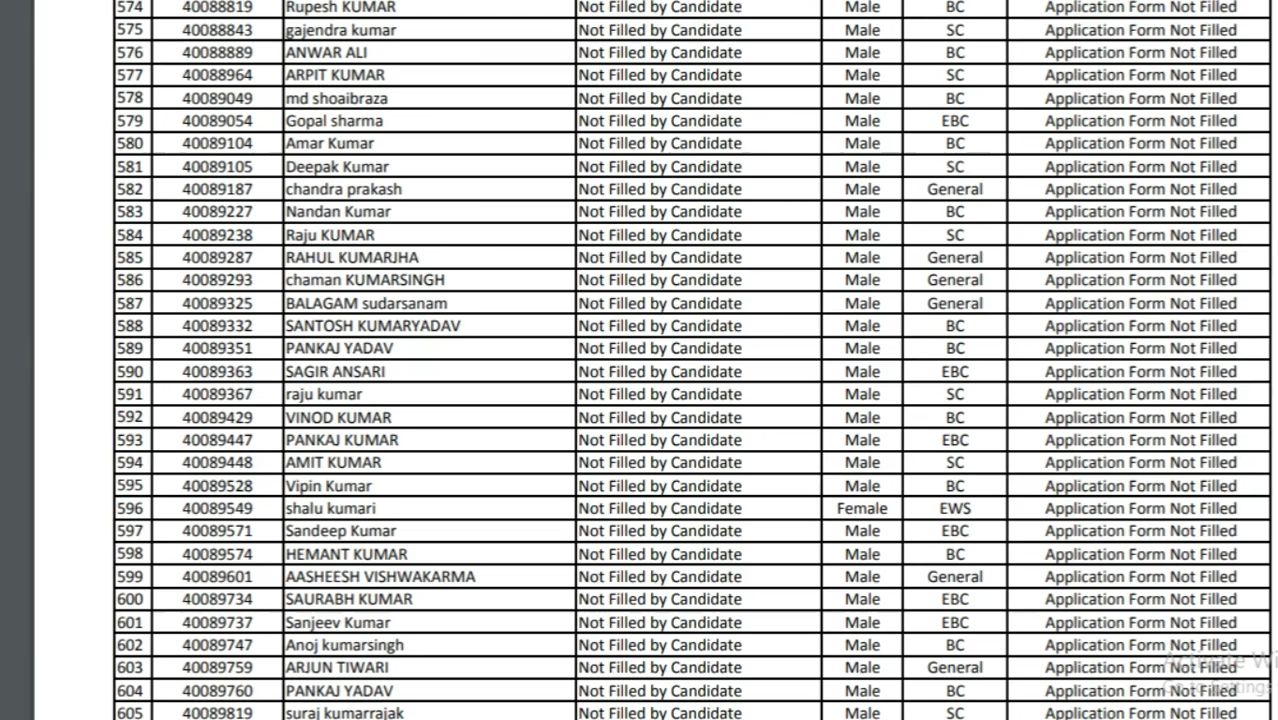 574 40088819 Rupesh KUMAR Not Filled by Candidate Male BC Application Form Not Filled
575 40088843 gajendra kumar Not Filled by Candidate Male SC Application Form Not Filled
576 40088889 ANWAR ALI Not Filled by Candidate Male BC Application Form Not Filled
577 40088964 ARPIT KUMAR Not Filled by Candidate Male SC Application Form Not Filled
578 40089049 md shoaibraza Not Filled by Candidate Male BC Application Form Not Filled
579 40089054 Gopal sharma Not Filled by Candidate Male EBC Application Form Not Filled
580 40089104 Amar Kumar Not Filled by Candidate Male BC Application Form Not Filled
581 40089105 Deepak Kumar Not Filled by Candidate Male SC Application Form Not Filled
582 40089187 chandra prakash Not Filled by Candidate Male General Application Form Not Filled
583 40089227 Nandan Kumar Not Filled by Candidate Male BC Application Form Not Filled
584 40089238 Raju KUMAR Not Filled by Candidate Male SC Application Form Not Filled
585 40089287 RAHUL KUMARJHA Not Filled by Candidate Male General Application Form Not Filled
586 40089293 chaman KUMARSINGH Not Filled by Candidate Male General Application Form Not Filled
587 40089325 BALAGAM sudarsanam Not Filled by Candidate Male General Application Form Not Filled
588 40089332 SANTOSH KUMARYADAV Not Filled by Candidate Male BC Application Form Not Filled
589 40089351 PANKAJ YADAV Not Filled by Candidate Male BC Application Form Not Filled
590 40089363 SAGIR ANSARI Not Filled by Candidate Male EBC Application Form Not Filled
591 40089367 raju kumar Not Filled by Candidate Male SC Application Form Not Filled
592 40089429 VINOD KUMAR Not Filled by Candidate Male BC Application Form Not Filled
593 40089447 PANKAJ KUMAR Not Filled by Candidate Male EBC Application Form Not Filled
594 40089448 AMIT KUMAR Not Filled by Candidate Male SC Application Form Not Filled
595 40089528 Vipin Kumar Not Filled by Candidate Male BC Application Form Not Filled
596 40089549 shalu kumari Not Filled by Candidate Female EWS Application Form Not Filled
597 40089571 Sandeep Kumar Not Filled by Candidate Male EBC Application Form Not Filled
598 40089574 HEMANT KUMAR Not Filled by Candidate Male BC Application Form Not Filled
599 40089601 AASHEESH VISHWAKARMA Not Filled by Candidate Male General Application Form Not Filled
600 40089734 SAURABH KUMAR Not Filled by Candidate Male EBC Application Form Not Filled
601 40089737 Sanjeev Kumar Not Filled by Candidate Male EBC Application Form Not Filled
602 40089747 Anoj kumarsingh Not Filled by Candidate Male BC Application Form Not Filled
603 40089759 ARJUN TIWARI Not Filled by Candidate Male General Application Form Not Filled
604 40089760 PANKAJ YADAV Not Filled by Candidate Male BC Application Form Not Filled
605 40089819 suraj kumarrajak Not Filled by Candidate Male SC Application Form Not Filled
Activate Wi
Go to Settings